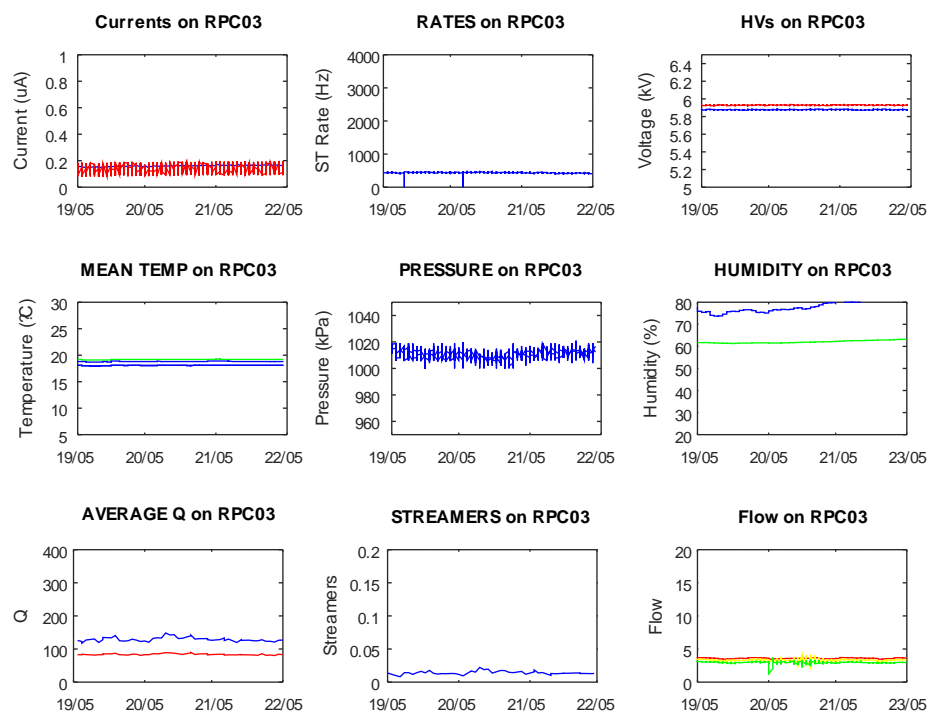 Currents on RPC03
RATES on RPC03
HVs on RPC03
Current (uA)
1
0.8
0.6
0.4
0.2
0
19/05 20/05 21/05 22/05
ST Rate (Hz)
4000
3000
2000
1000
0
19/05 20/05 21/05 22/05
Voltage (kV)
6.4
6.2
6
5.8
5.6
5.4
5.2
5
19/05 20/05 21/05 22/05
MEAN TEMP on RPC03
PRESSURE on RPC03
HUMIDITY on RPC03
Temperature (?C)
30
25
20
15
10
5
19/05 20/05 21/05 22/05
Pressure (kPa)
1040
1020
1000
980
960
19/05 20/05 21/05 22/05
Humidity (%)
80
70
60
50
40
30
20
19/05 20/05 21/05 23/05
AVERAGE Q on RPC03
STREAMERS on RPC03
Flow on RPC03
Q
400
300
200
100
0
19/05 20/05 21/05 22/05
Streamers
0.2
0.15
0.1
0.05
0
19/05 20/05 21/05 22/05
Flow
20
15
10
5
0
19/05 20/05 21/05 23/05